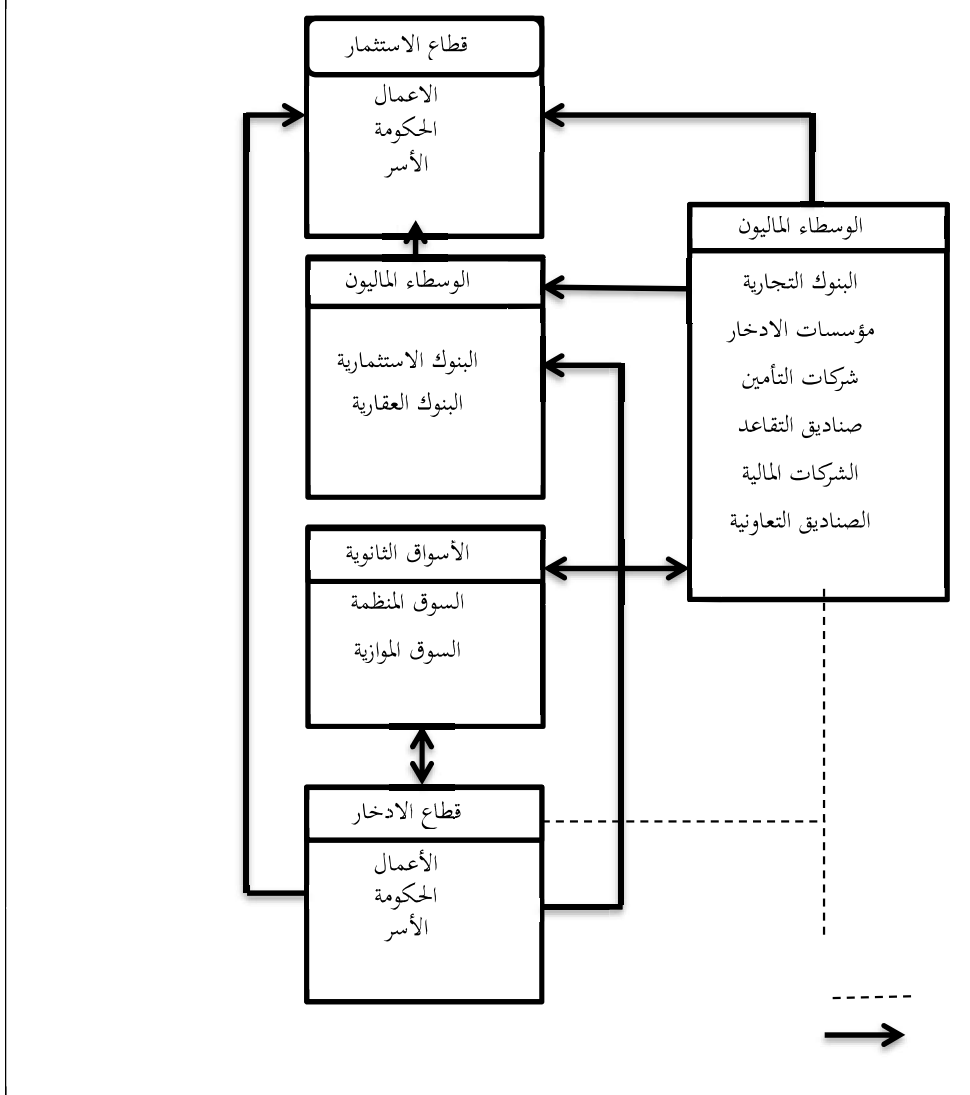 قطاع الاستثمار
الاعمال
الحكومة
الأسر
الوسطاء الماليون
البنوك التجارية
مؤسسات الادخار
شركات التأمين
صناديق التقاعد
الشركات المالية
الصناديق التعاونية
الوسطاء الماليون
البنوك الاستثمارية
البنوك العقارية
الأسواق الثانوية
السوق المنظمة
السوق الموازية
قطاع الادخار
الأعمال
الحكومة
الأسر